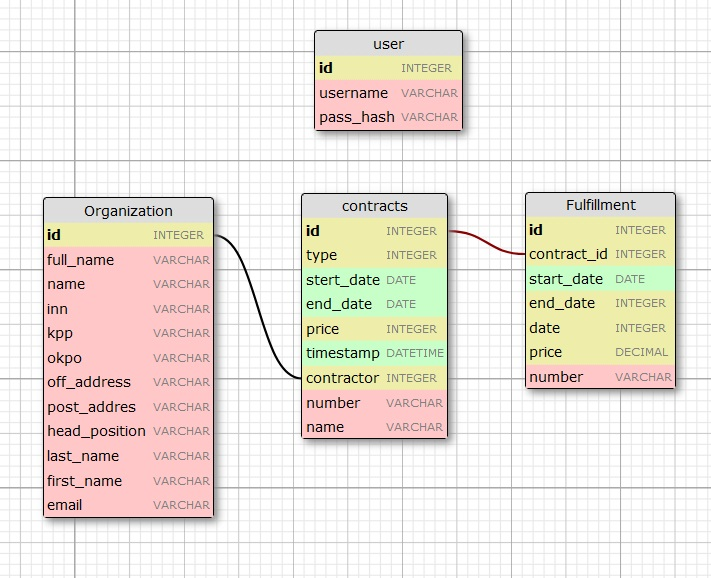 user
id INTEGER
username VARCHAR
pass_hash VARCHAR
Organization
id INTEGER
full_name VARCHAR
name VARCHAR
inn VARCHAR
kpp VARCHAR
okpo VARCHAR
off_address VARCHAR
post_addres VARCHAR
head_position VARCHAR
last_name VARCHAR
first_name VARCHAR
email VARCHAR
contracts
id INTEGER
type INTEGER
stert_date DATE
end_date DATE
price INTEGER
timestamp DATETIME
contractor INTEGER
number VARCHAR
name VARCHAR
Fulfillment
id INTEGER
contract_id INTEGER
start_date DATE
end_date INTEGER
date INTEGER
price DECIMAL
number VARCHAR